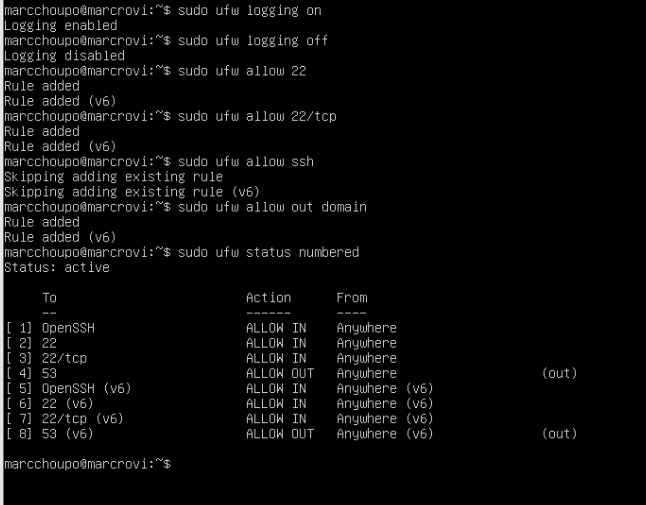 marcchoupo@marcrovi:~$ sudo ufw logging on
Logging enabled
marcchoupo@marcrovi:~$ sudo ufw logging off
Logging disabled
marcchoupo@marcrovi:~$ sudo ufw allow 22
Rule added
Rule added (v6)
marcchoupo@marcrovi:~$ sudo ufw allow 22/tcp
Rule added
Rule added (v6)
marcchoupo@marcrovi:~$ sudo ufw allow ssh
Skipping adding existing rule
Skipping adding existing rule (v6)
marcchoupo@marcrovi:~$ sudo ufw allow out domain
Rule added
Rule added (v6)
marcchoupo@marcrovi:~$ sudo ufw status numbered
Status: active
To Action From
-- ------ ----
[ 1] OpenSSH ALLOW IN Anywhere
[ 2] 22 ALLOW IN Anywhere
[ 3] 22/tcp ALLOW IN Anywhere
[ 4] 53 ALLOW OUT Anywhere (out)
[ 5] OpenSSH (v6) ALLOW IN Anywhere (v6)
[ 6] 22 (v6) ALLOW IN Anywhere (v6)
[ 7] 22/tcp (v6) ALLOW IN Anywhere (v6)
[ 8] 53 (v6) ALLOW OUT Anywhere (v6) (out)
marcchoupo@marcrovi:~$